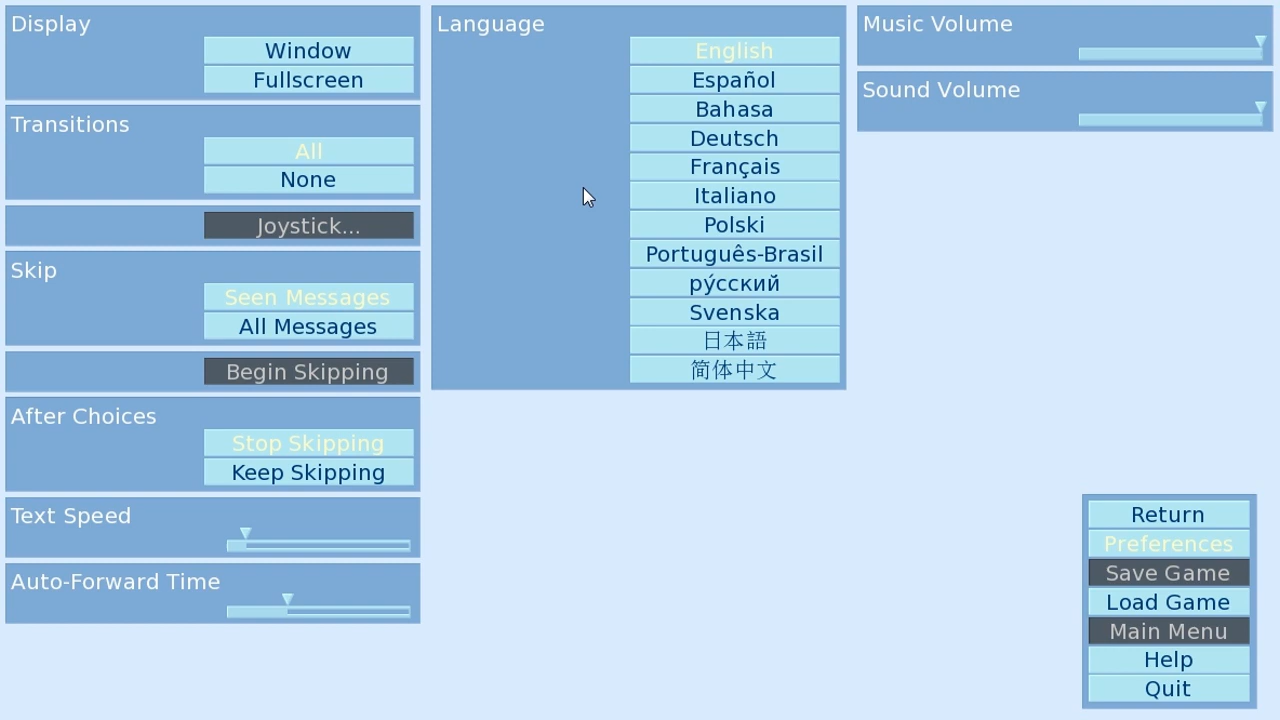 Display
Window
Fullscreen
Transitions
All
None
Joystick...
Skip
Seen Messages
All Messages
Begin Skipping
After Choices
Stop Skipping
Keep Skipping
Text Speed
Auto-Forward Time
Language
English
Español
Bahasa
Deutsch
Français
Italiano
Polski
Português-Brasil
ру́сский
Svenska
日本語
简体中文
Music Volume
Sound Volume
Return
Preferences
Save Game
Load Game
Main Menu
Help
Quit